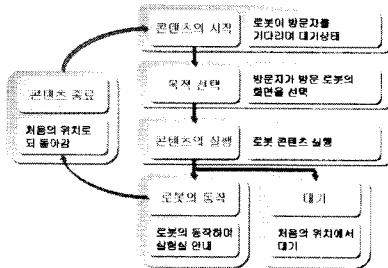 콘텐츠의 시작
로봇이 방문자를
기다리며 대기상태
목적 선택
방문자가 방문 로봇의
화면을 선택
콘텐츠 종료
처음의 위치로
되 돌아감
콘텐츠의 실행
로봇 콘텐츠 실행
로봇의 동작
로봇의 동작하며
실험실 안내
대기
처음의 위치에서
대기